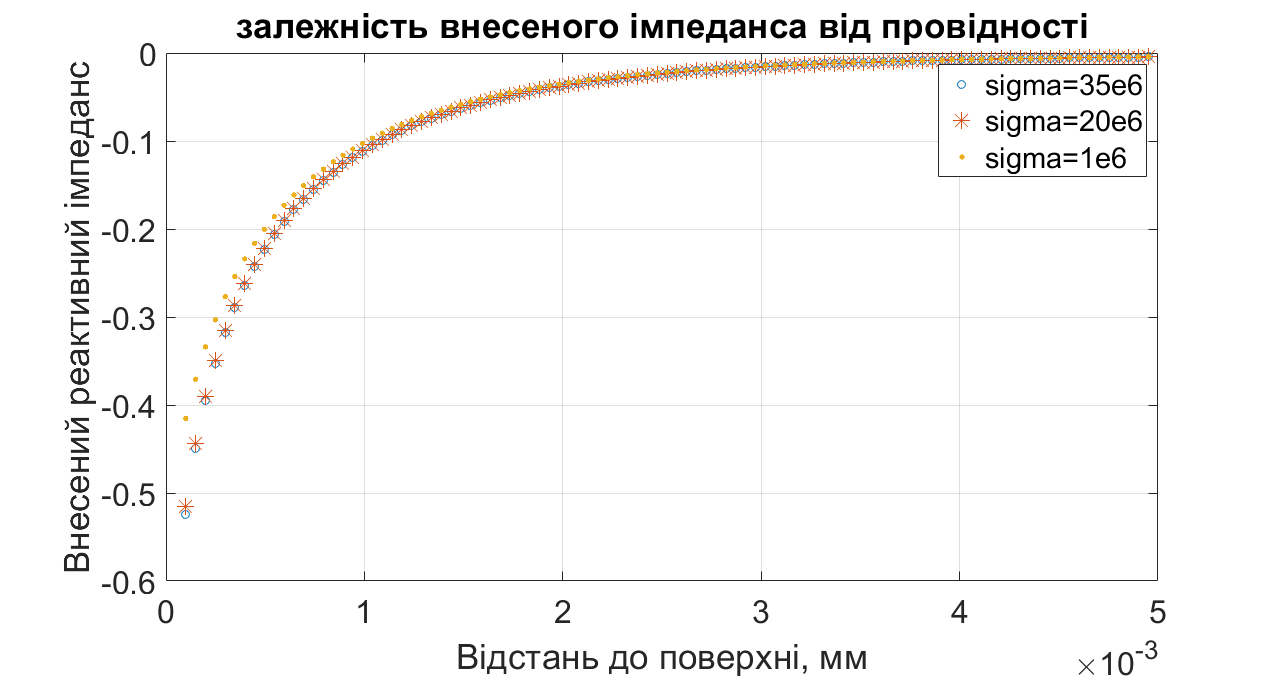 залежність внесеного імпеданса від провідності
Внесений реактивний імпеданс
0
-0.1
-0.2
-0.3
-0.4
-0.5
-0.6
sigma=35e6
sigma=20e6
sigma=1e6
0 1 2 3 4 5
Відстань до поверхні, мм
×10-3